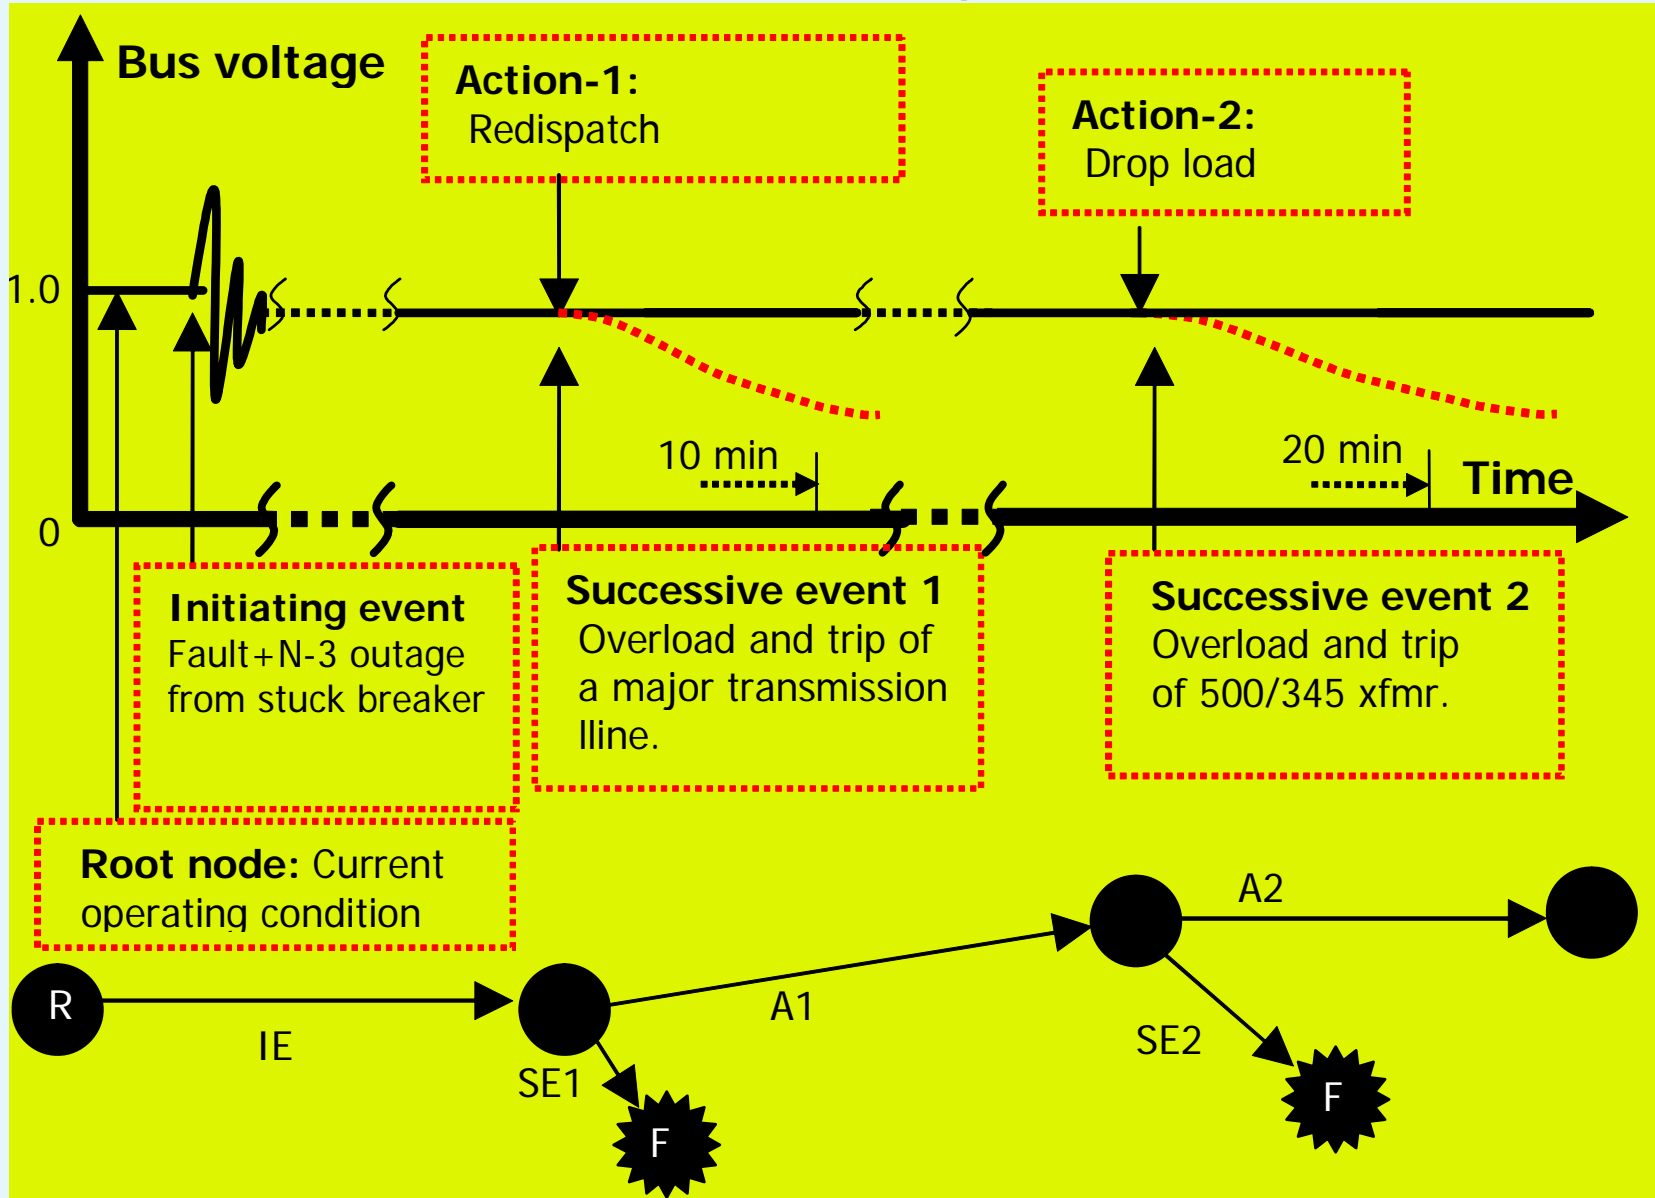 Bus voltage
Action-1:
Redispatch
Action-2:
Drop load
1.0
10 min
20 min
Time
0
Initiating event
Fault+N-3 outage
from stuck breaker
Successive event 1
Overload and trip of
a major transmission
lline.
Successive event 2
Overload and trip
of 500/345 xfmr.
Root node: Current
operating condition
A2
R
A1
IE
SE2
SE1
F
F